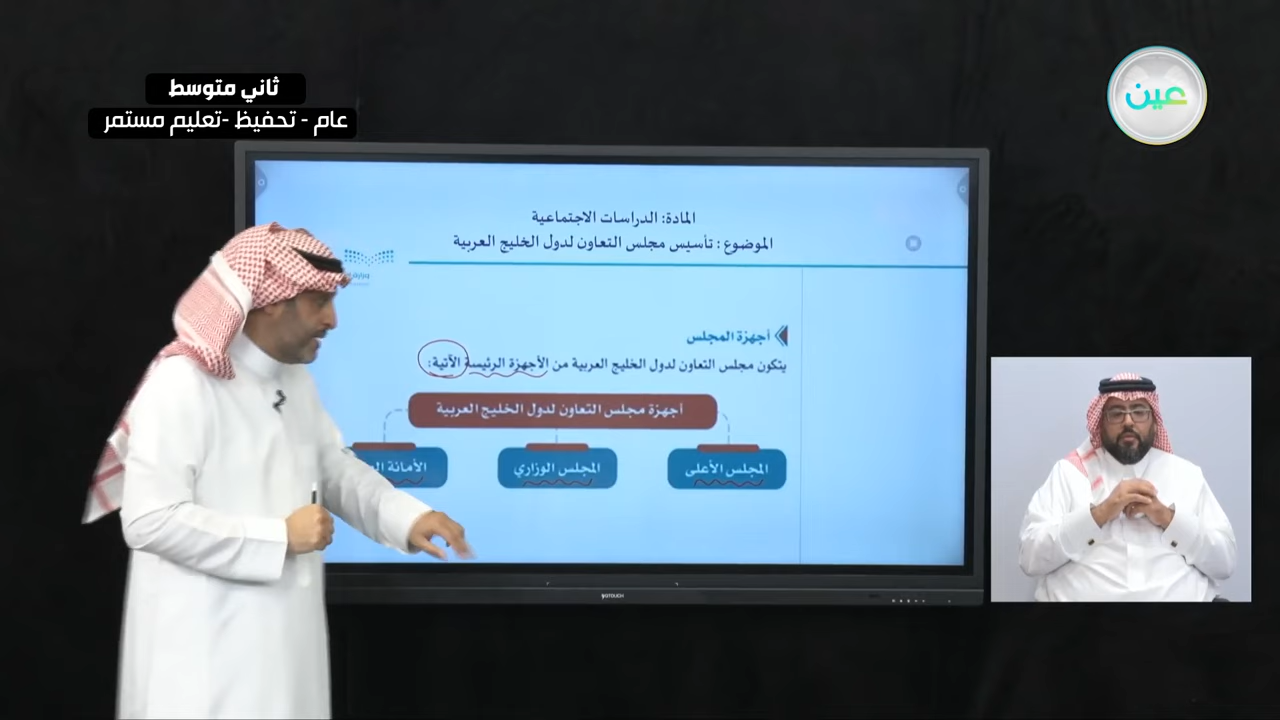 ثاني متوسط
عام - تحفيظ -تعليم مستمر
عين
المادة: الدراسات الاجتماعية
الموضوع : تأسيس مجلس التعاون لدول الخليج العربية
أجهزة المجلس
يتكون مجلس التعاون لدول الخليج العربية من الأجهزة الرئيسة الآتية:
أجهزة مجلس التعاون لدول الخليج العربية
المجلس الأعلى
المجلس الوزاري
الأمانة